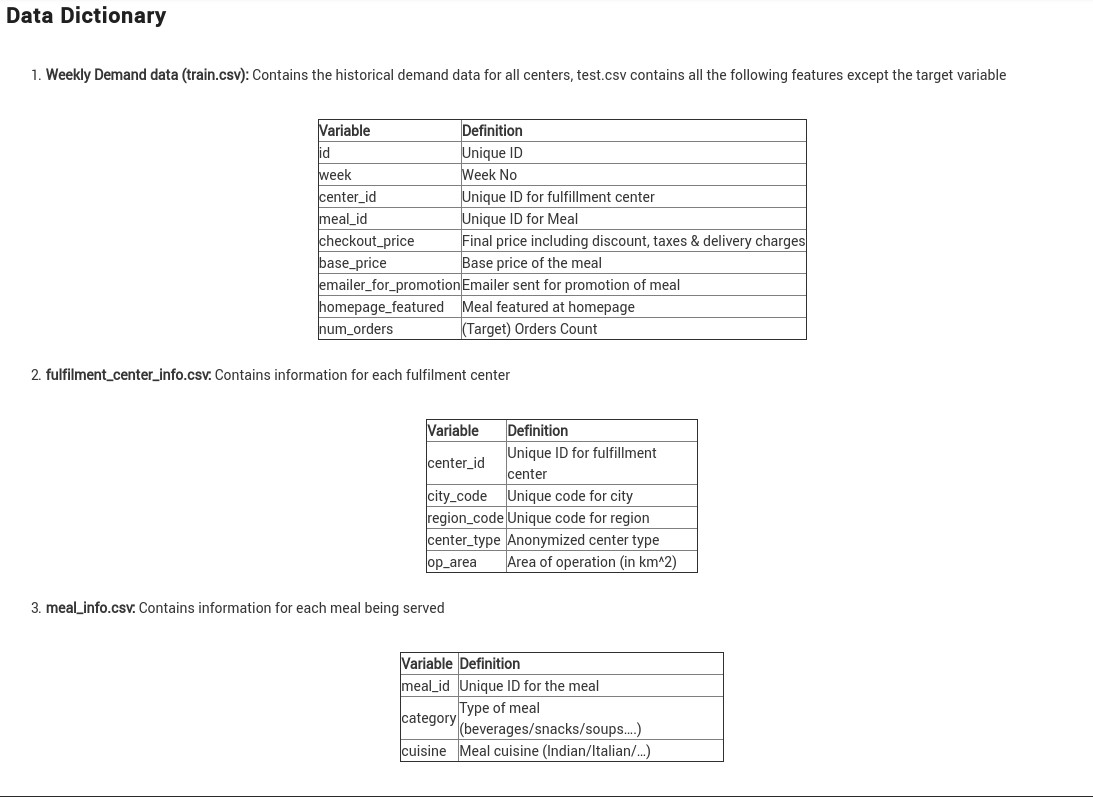 Data Dictionary
1. Weekly Demand data (train.csv): Contains the historical demand data for all centers, test.csv contains all the following features except the target variable
Variable Definition
id Unique ID
week Week No
center_id Unique ID for fulfillment center
meal_id Unique ID for Meal
checkout_price Final price including discount, taxes & delivery charges
base_price Base price of the meal
emailer_for_promotion Emailer sent for promotion of meal
homepage_featured Meal featured at homepage
num_orders (Target) Orders Count
2. fulfilment_center_info.csv: Contains information for each fulfilment center
Variable Definition
center_id Unique ID for fulfillment
center
city_code Unique code for city
region_code Unique code for region
center_type Anonymized center type
op_area Area of operation (in km^2)
3. meal_info.csv: Contains information for each meal being served
Variable Definition
meal_id Unique ID for the meal
category Type of meal
(beverages/snacks/soups....)
cuisine Meal cuisine (Indian/Italian/...)